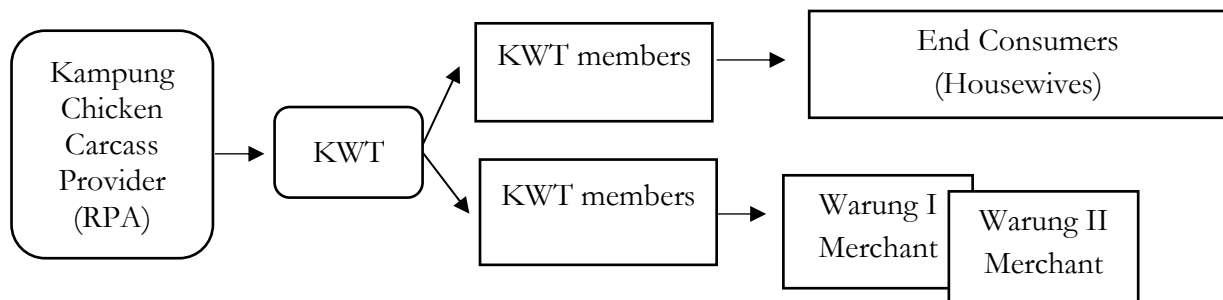 Kampung
Chicken
Carcass
Provider
(RPA)
KWT
KWT members
End Consumers
(Housewives)
KWT members
Warung I
Merchant
Warung II
Merchant